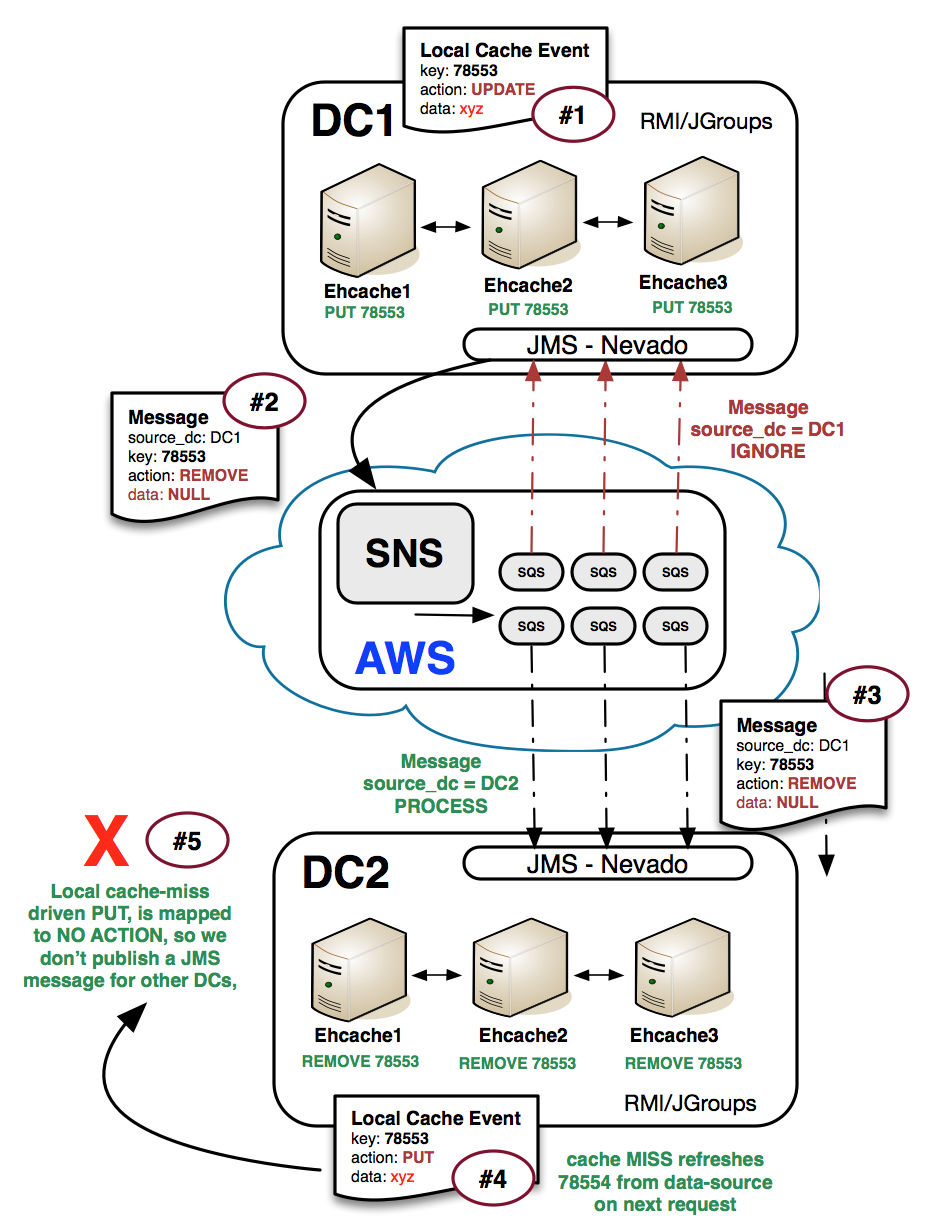 Local Cache Event
key: 78553
action: UPDATE
data: xyz
#1
DC1
RMI/JGroups
Ehcache1
PUT 78553
Ehcache2
PUT 78553
Ehcache3
PUT 78553
JMS - Nevado
#2
Message
source_dc: DC1
key: 78553
action: REMOVE
data: NULL
Message
source_dc = DC1
IGNORE
SNS
SQS
SQS
SQS
SQS
SQS
SQS
AWS
#3
Message
source_dc: DC1
key: 78553
action: REMOVE
data: NULL
Message
source_dc = DC2
PROCESS
X
#5
Local cache-miss
driven PUT, is mapped
to NO ACTION, so we
don't publish a JMS
message for other DCs,
DC2
JMS - Nevado
Ehcache1
REMOVE 78553
Ehcache2
REMOVE 78553
Ehcache3
REMOVE 78553
RMI/JGroups
Local Cache Event
key: 78553
action: PUT
data: xyz
#4
cache MISS refreshes
78554 from data-source
on next request